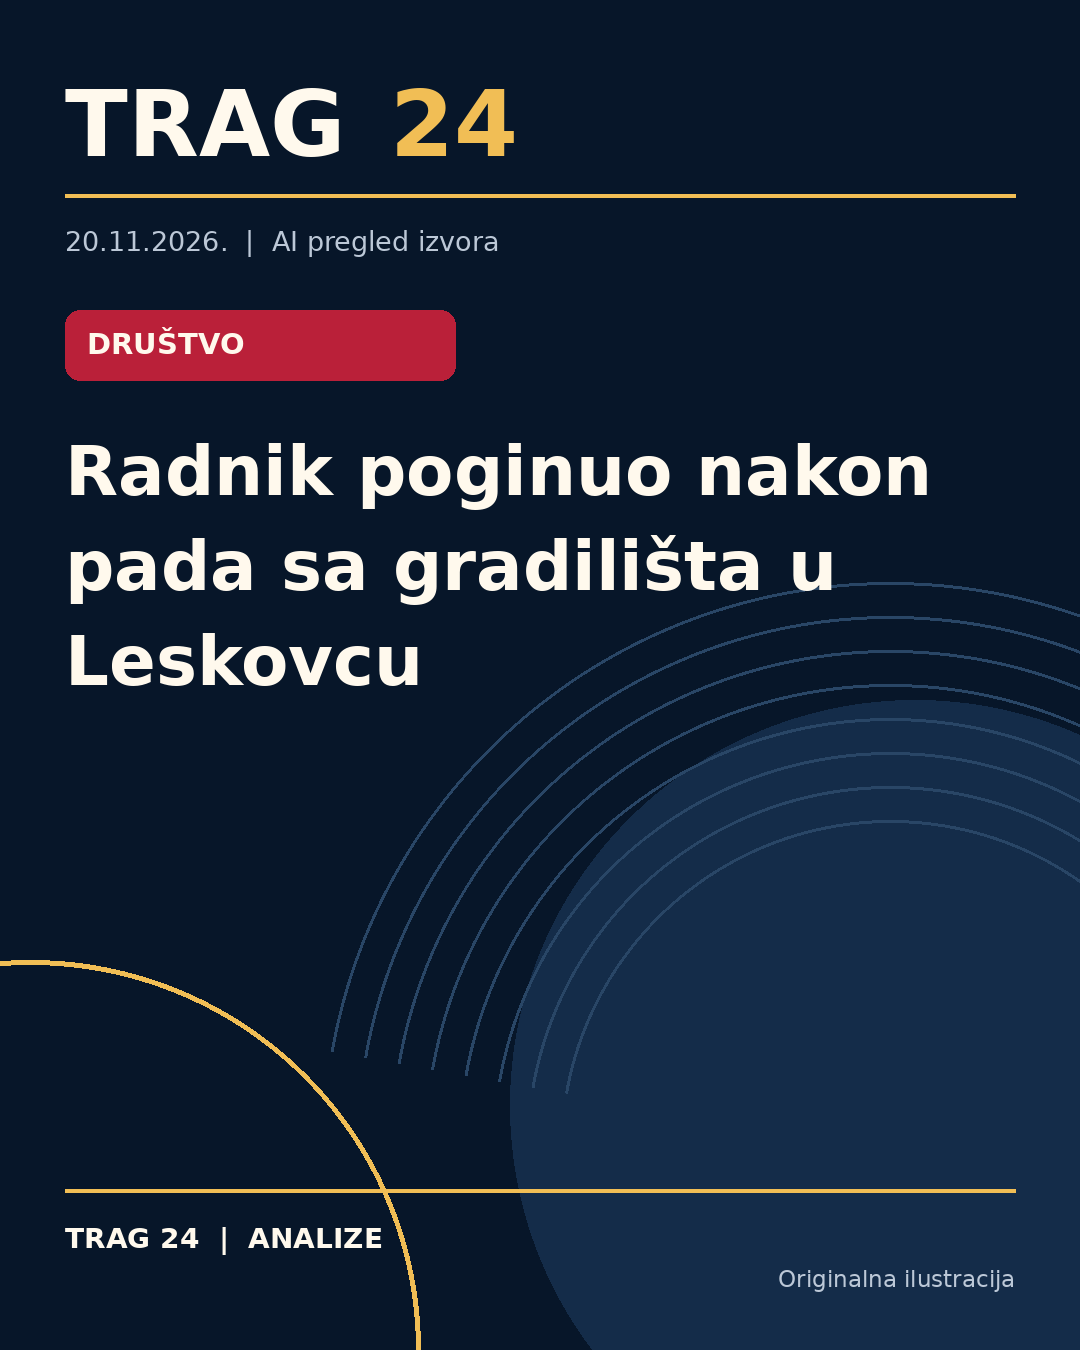 TRAG 24
20.11.2026. | AI pregled izvora
DRUŠTVO
Radnik poginuo nakon
pada sa gradilišta u
Leskovcu
TRAG 24 | ANALIZE
Originalna ilustracija